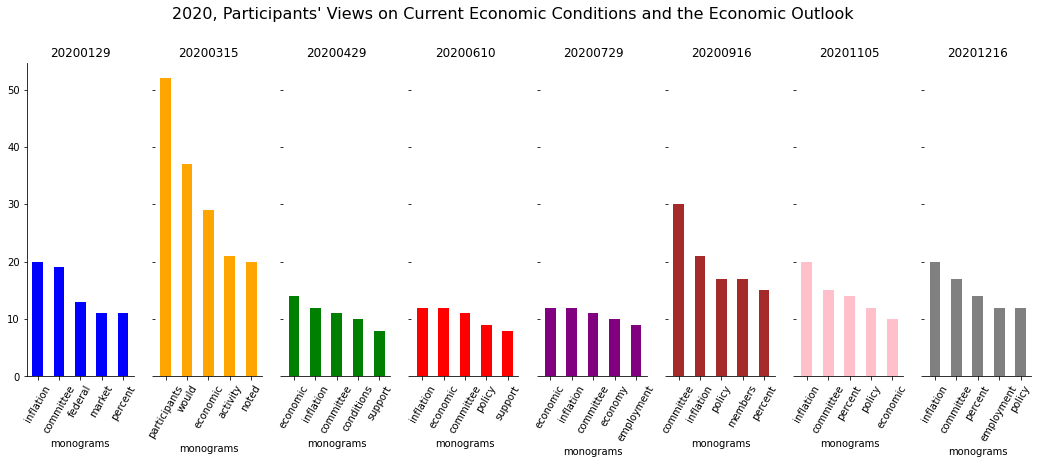 2020, Participants' Views on Current Economic Conditions and the Economic Outlook
20200129 20200315 20200429 20200610 20200729 20200916 20201105 20201216
50
40
30
20
10
0
inflation committee federal market percent
participants would economic activity noted
economic inflation committee conditions support
inflation economic committee policy support
economic inflation committee economy employment
committee inflation policy members percent
inflation committee percent policy economic
inflation committee percent employment policy
monograms monograms monograms monograms monograms monograms monograms monograms